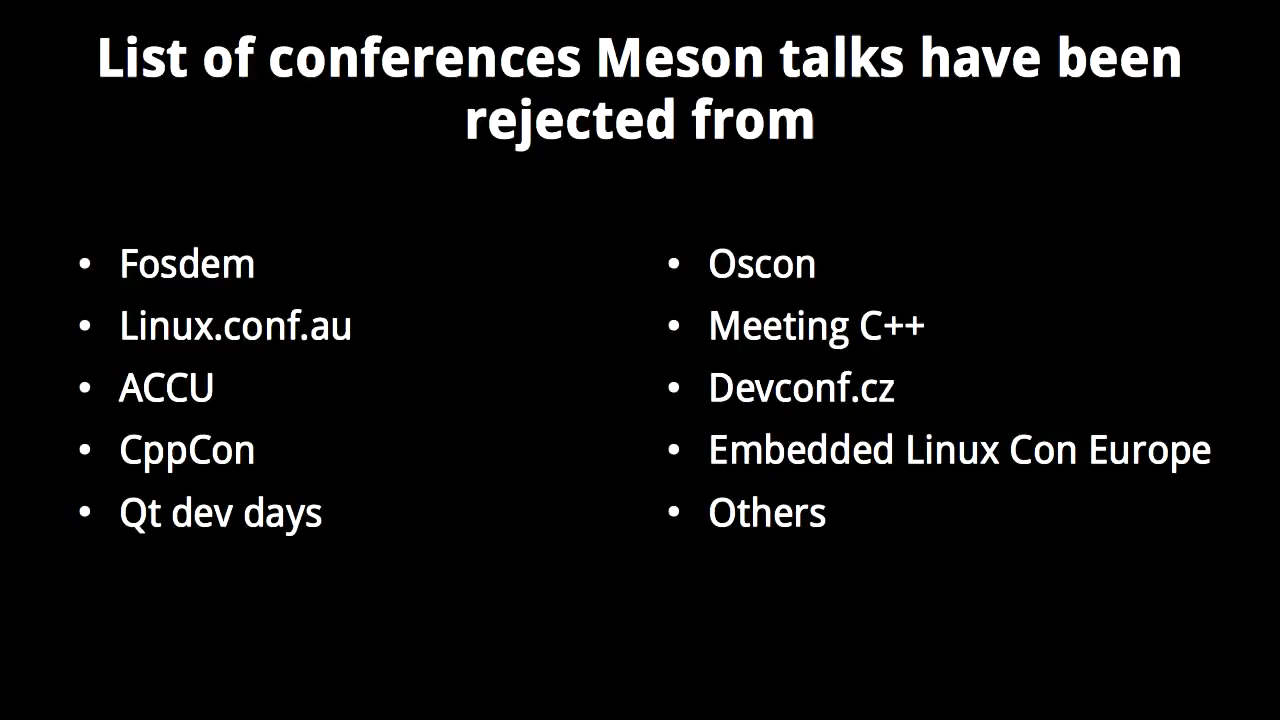 List of conferences Meson talks have been
rejected from
• Fosdem
• Linux.conf.au
• ACCU
• CppCon
• Qt dev days
• Oscon
• Meeting C++
• Devconf.cz
• Embedded Linux Con Europe
• Others